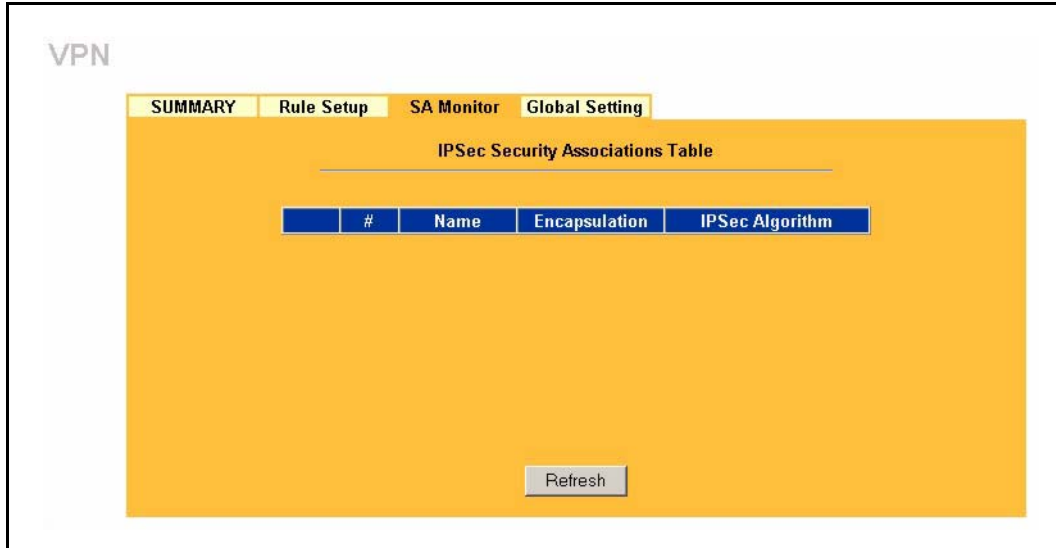 VPN
SUMMARY Rule Setup SA Monitor Global Setting
IPSec Security Associations Table
# Name Encapsulation IPSec Algorithm
Refresh